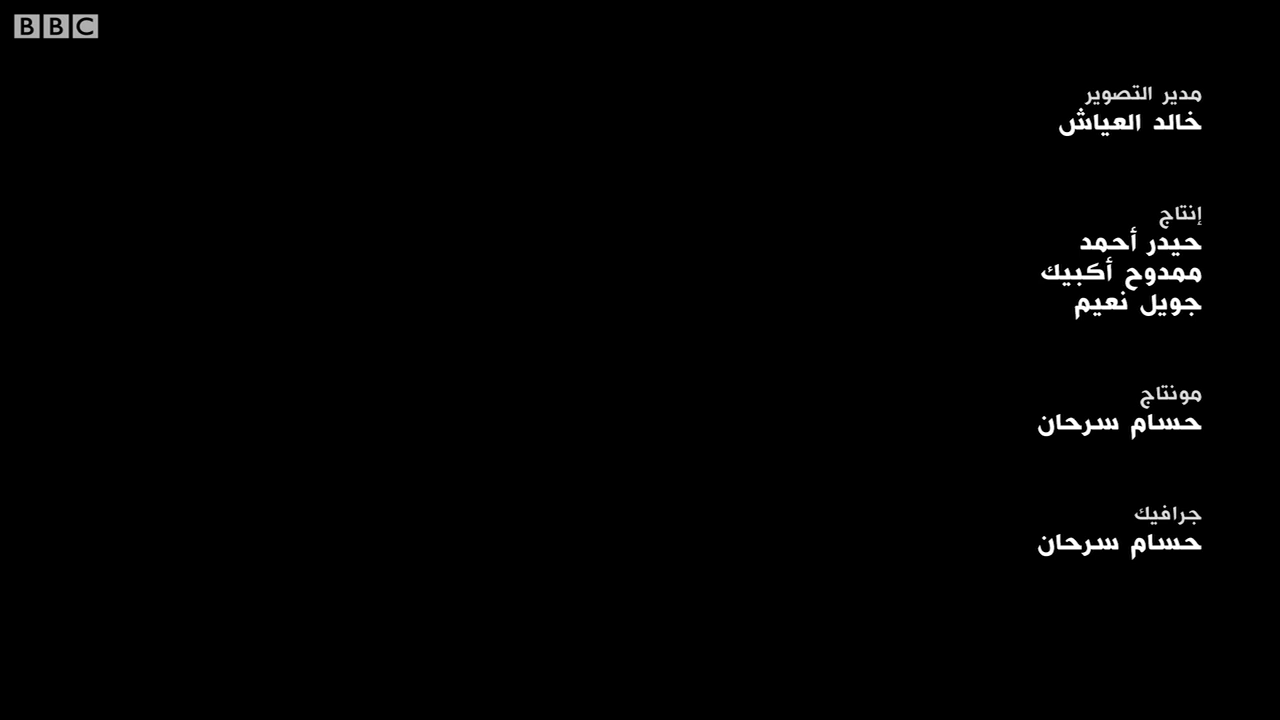 BBC
مدير التصوير
خالد العياش
إنتاج
حيدر أحمد
ممدوح أكبيك
جويل نعيم
مونتاج
حسام سرحان
جرافيك
حسام سرحان